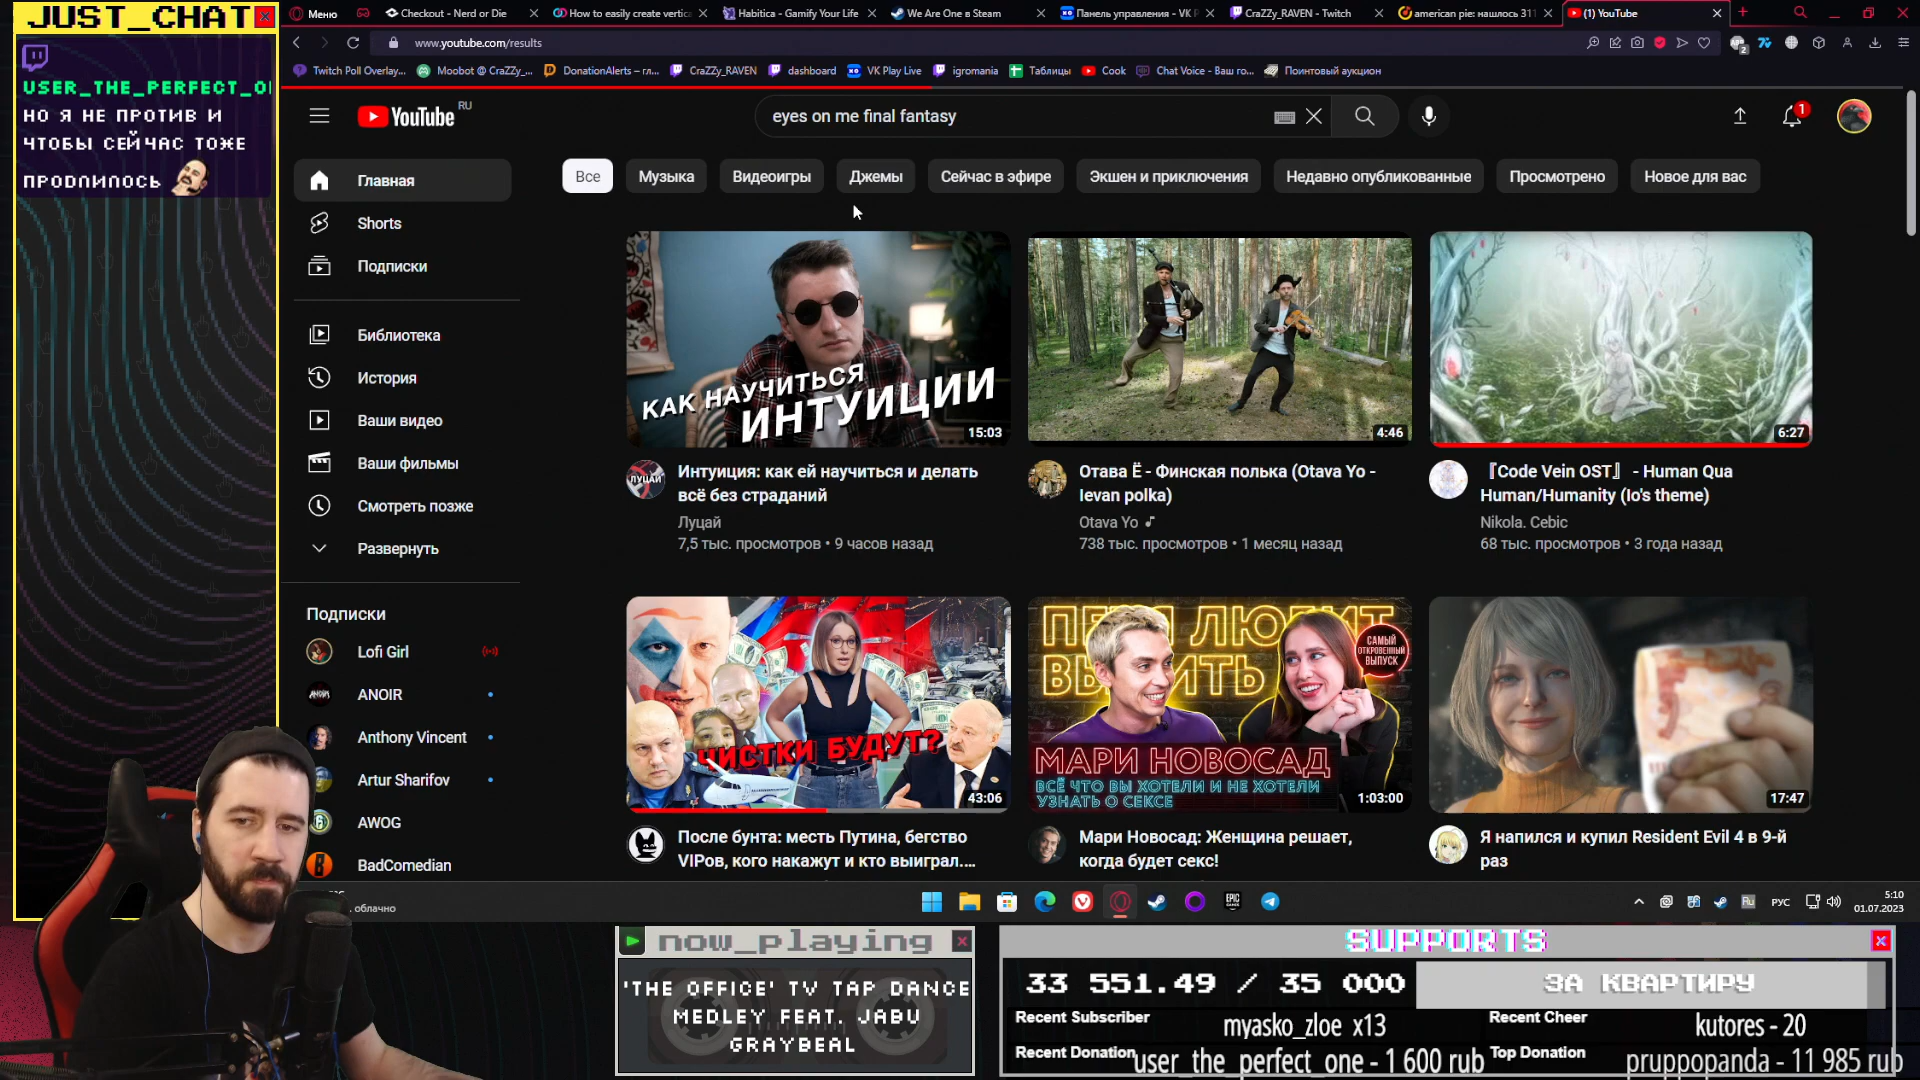 JUST_CHAT
USER_THE_PERFECT_O
НО Я НЕ ПРОТИВ И
ЧТОБЫ СЕЙЧАС ТОЖЕ
ПРОДЛИЛОСЬ
Меню
Checkout - Nerd or Die
How to easily create vertic
Habitica - Gamify Your Life
We Are One в Steam
Панель управления - VK P
CraZZy_RAVEN - Twitch
american pie: нашлось 311
(1) YouTube
www.youtube.com/results
2
Twitch Poll Overlay...
Moobot @ CraZZy_...
DonationAlerts – гл...
CraZZy_RAVEN
dashboard
VK Play Live
igromania
Таблицы
Cook
Chat Voice - Ваш го...
Поинтовый аукцион
YouTube RU
eyes on me final fantasy
1
Главная
Shorts
Подписки
Библиотека
История
Ваши видео
Ваши фильмы
Смотреть позже
Развернуть
Подписки
Lofi Girl
ANOIR
Anthony Vincent
Artur Sharifov
AWOG
BadComedian
Все
Музыка
Видеоигры
Джемы
Сейчас в эфире
Экшен и приключения
Недавно опубликованные
Просмотрено
Новое для вас
КАК НАУЧИТЬСЯ
ИНТУИЦИИ
15:03
4:46
6:27
ЛУЦАЙ
Интуиция: как ей научиться и делать
всё без страданий
Луцай
7,5 тыс. просмотров • 9 часов назад
Отава Ё - Финская полька (Otava Yo -
Ievan polka)
Otava Yo
738 тыс. просмотров • 1 месяц назад
『Code Vein OST』 - Human Qua
Human/Humanity (Io's theme)
Nikola. Cebic
68 тыс. просмотров • 3 года назад
ЧИСТКИ БУДУТ?
43:06
САМЫЙ
ОТКРОВЕННЫЙ
ВЫПУСК
МАРИ НОВОСАД
ВСЁ ЧТО ВЫ ХОТЕЛИ И НЕ ХОТЕЛИ
УЗНАТЬ О СЕКСЕ
1:03:00
17:47
После бунта: месть Путина, бегство
VIPов, кого накажут и кто выиграл....
Мари Новосад: Женщина решает,
когда будет секс!
Я напился и купил Resident Evil 4 в 9-й
раз
облачно
EPIC
GAMES
Ru
РУС
5:10
01.07.2023
now_playing
'THE OFFICE' TV TAP DANCE
MEDLEY FEAT. JABU
GRAYBEAL
SUPPORTS
33 551.49 / 35 000
ЗА КВАРТИРУ
Recent Subscriber
myasko_zloe x13
Recent Cheer
kutores - 20
Recent Donation
user_the_perfect_one - 1 600 rub
Top Donation
pruppopanda - 11 985 rub